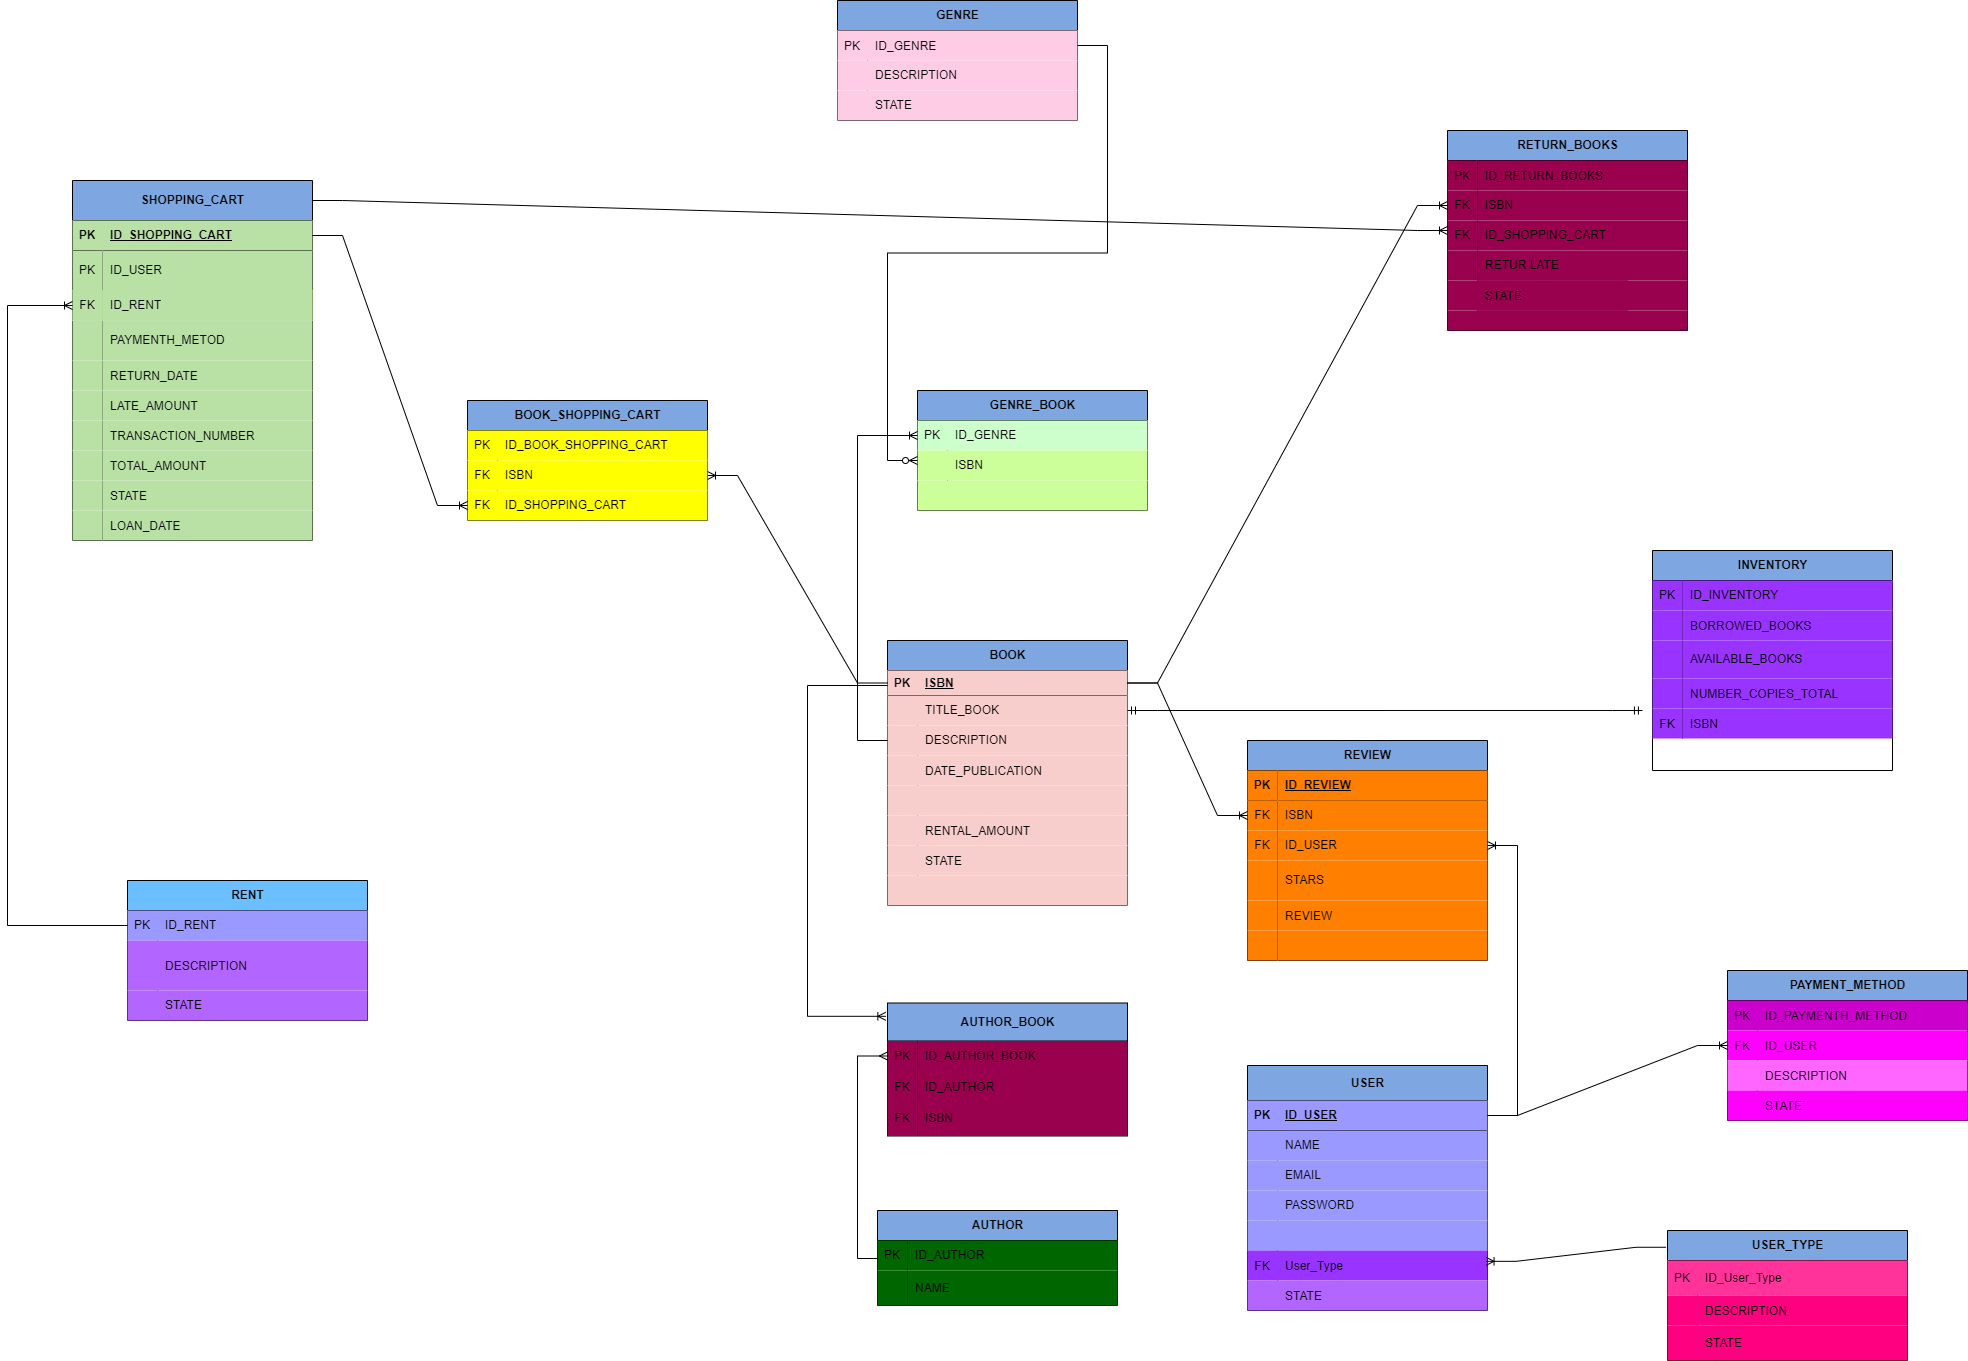 GENRE
PK ID_GENRE
DESCRIPTION
STATE
RETURN_BOOKS
PK ID_RETURN_BOOKS
FK ISBN
FK ID_SHOPPING_CART
RETUR LATE
STATE
SHOPPING_CART
PK ID_SHOPPING_CART
PK ID_USER
FK ID_RENT
PAYMENTH_METOD
RETURN_DATE
LATE_AMOUNT
TRANSACTION_NUMBER
TOTAL_AMOUNT
STATE
LOAN_DATE
BOOK_SHOPPING_CART
PK ID_BOOK_SHOPPING_CART
FK ISBN
FK ID_SHOPPING_CART
GENRE_BOOK
PK ID_GENRE
ISBN
INVENTORY
PK ID_INVENTORY
BORROWED_BOOKS
AVAILABLE_BOOKS
NUMBER_COPIES_TOTAL
FK ISBN
BOOK
PK ISBN
TITLE_BOOK
DESCRIPTION
DATE_PUBLICATION
RENTAL_AMOUNT
STATE
REVIEW
PK ID_REVIEW
FK ISBN
FK ID_USER
STARS
REVIEW
RENT
PK ID_RENT
DESCRIPTION
STATE
PAYMENT_METHOD
PK ID_PAYMENTH_METHOD
FK ID_USER
DESCRIPTION
STATE
AUTHOR_BOOK
PK ID_AUTHOR_BOOK
FK ID_AUTHOR
FK ISBN
USER
PK ID_USER
NAME
EMAIL
PASSWORD
FK User_Type
STATE
AUTHOR
PK ID_AUTHOR
NAME
USER_TYPE
PK ID_User_Type
DESCRIPTION
STATE